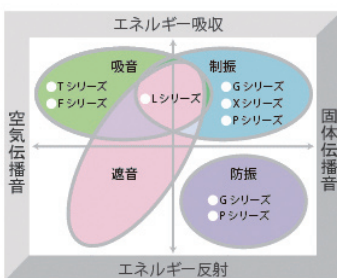 エネルギー吸収
空気伝播音
固体伝播音
吸音
Tシリーズ
Fシリーズ
Lシリーズ
制振
Gシリーズ
Xシリーズ
Pシリーズ
遮音
防振
Gシリーズ
Pシリーズ
エネルギー反射